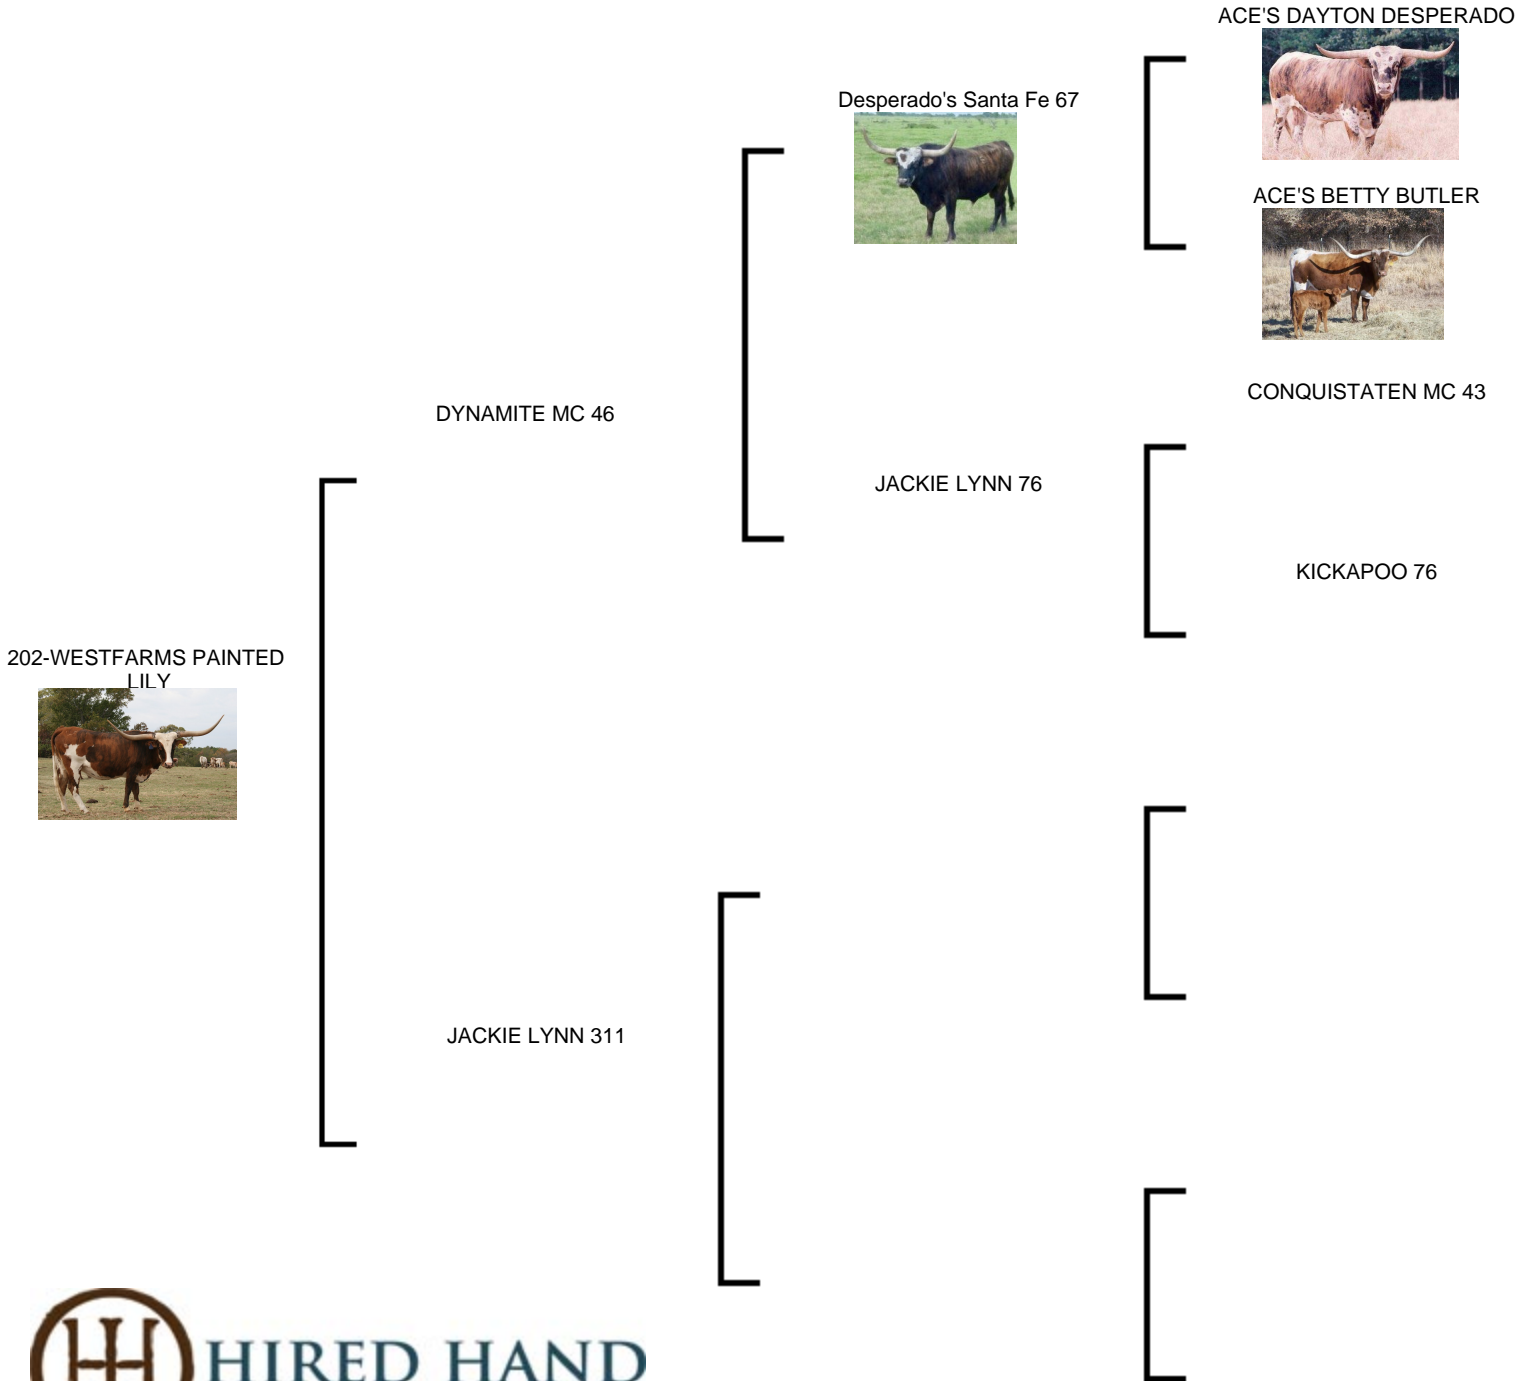 ACE'S DAYTON DESPERADO
Desperado's Santa Fe 67
ACE'S BETTY BUTLER
CONQUISTATEN MC 43
DYNAMITE MC 46
JACKIE LYNN 76
KICKAPOO 76
202-WESTFARMS PAINTED
LILY
JACKIE LYNN 311
HIRED HAND